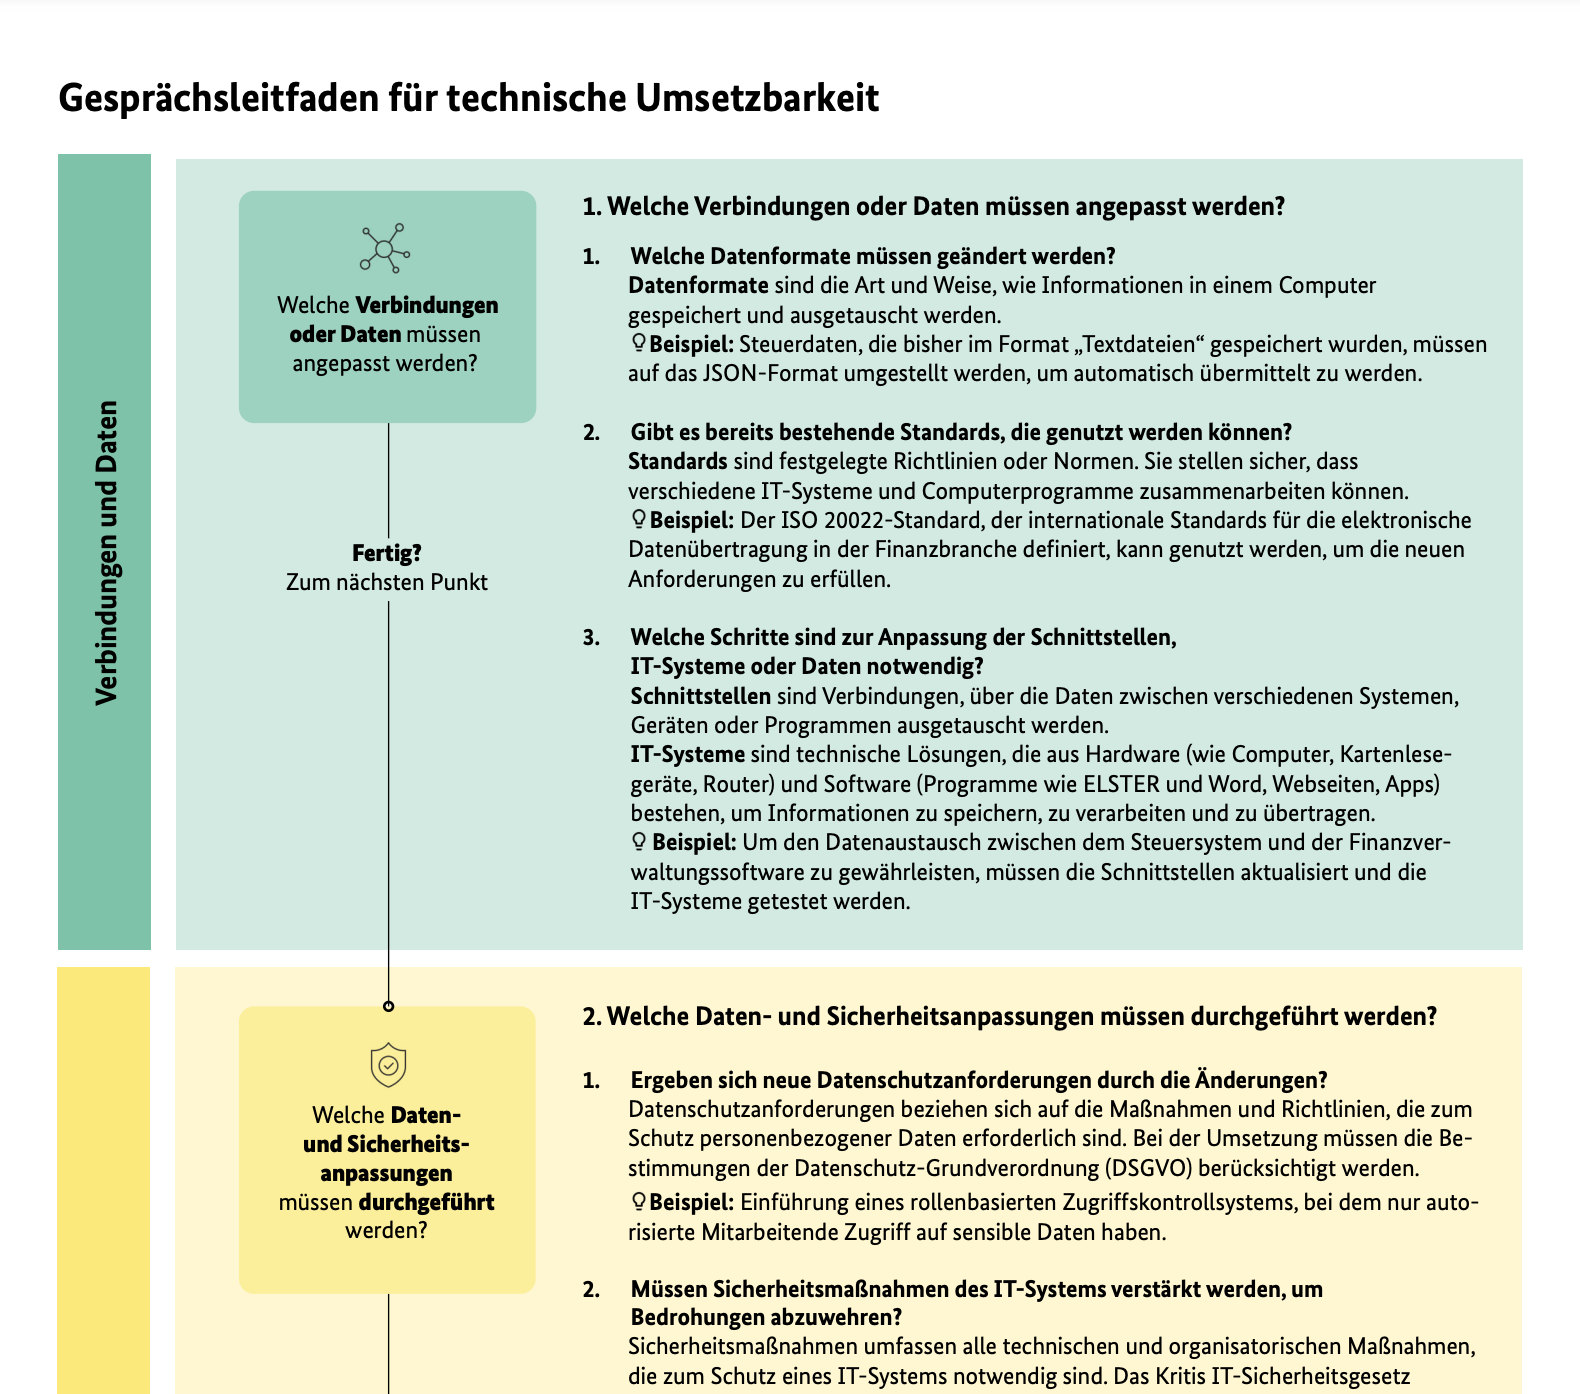 Gesprächsleitfaden für technische Umsetzbarkeit
Verbindungen und Daten
Welche Verbindungen
oder Daten müssen
angepasst werden?
Fertig?
Zum nächsten Punkt
1. Welche Verbindungen oder Daten müssen angepasst werden?
1. Welche Datenformate müssen geändert werden?
Datenformate sind die Art und Weise, wie Informationen in einem Computer
gespeichert und ausgetauscht werden.
Beispiel: Steuerdaten, die bisher im Format „Textdateien“ gespeichert wurden, müssen
auf das JSON-Format umgestellt werden, um automatisch übermittelt zu werden.
2. Gibt es bereits bestehende Standards, die genutzt werden können?
Standards sind festgelegte Richtlinien oder Normen. Sie stellen sicher, dass
verschiedene IT-Systeme und Computerprogramme zusammenarbeiten können.
Beispiel: Der ISO 20022-Standard, der internationale Standards für die elektronische
Datenübertragung in der Finanzbranche definiert, kann genutzt werden, um die neuen
Anforderungen zu erfüllen.
3. Welche Schritte sind zur Anpassung der Schnittstellen,
IT-Systeme oder Daten notwendig?
Schnittstellen sind Verbindungen, über die Daten zwischen verschiedenen Systemen,
Geräten oder Programmen ausgetauscht werden.
IT-Systeme sind technische Lösungen, die aus Hardware (wie Computer, Kartenlese-
geräte, Router) und Software (Programme wie ELSTER und Word, Webseiten, Apps)
bestehen, um Informationen zu speichern, zu verarbeiten und zu übertragen.
Beispiel: Um den Datenaustausch zwischen dem Steuersystem und der Finanzver-
waltungssoftware zu gewährleisten, müssen die Schnittstellen aktualisiert und die
IT-Systeme getestet werden.
Welche Daten-
und Sicherheits-
anpassungen
müssen durchgeführt
werden?
2. Welche Daten- und Sicherheitsanpassungen müssen durchgeführt werden?
1. Ergeben sich neue Datenschutzanforderungen durch die Änderungen?
Datenschutzanforderungen beziehen sich auf die Maßnahmen und Richtlinien, die zum
Schutz personenbezogener Daten erforderlich sind. Bei der Umsetzung müssen die Be-
stimmungen der Datenschutz-Grundverordnung (DSGVO) berücksichtigt werden.
Beispiel: Einführung eines rollenbasierten Zugriffskontrollsystems, bei dem nur auto-
risierte Mitarbeitende Zugriff auf sensible Daten haben.
2. Müssen Sicherheitsmaßnahmen des IT-Systems verstärkt werden, um
Bedrohungen abzuwehren?
Sicherheitsmaßnahmen umfassen alle technischen und organisatorischen Maßnahmen,
die zum Schutz eines IT-Systems notwendig sind. Das Kritis IT-Sicherheitsgesetz